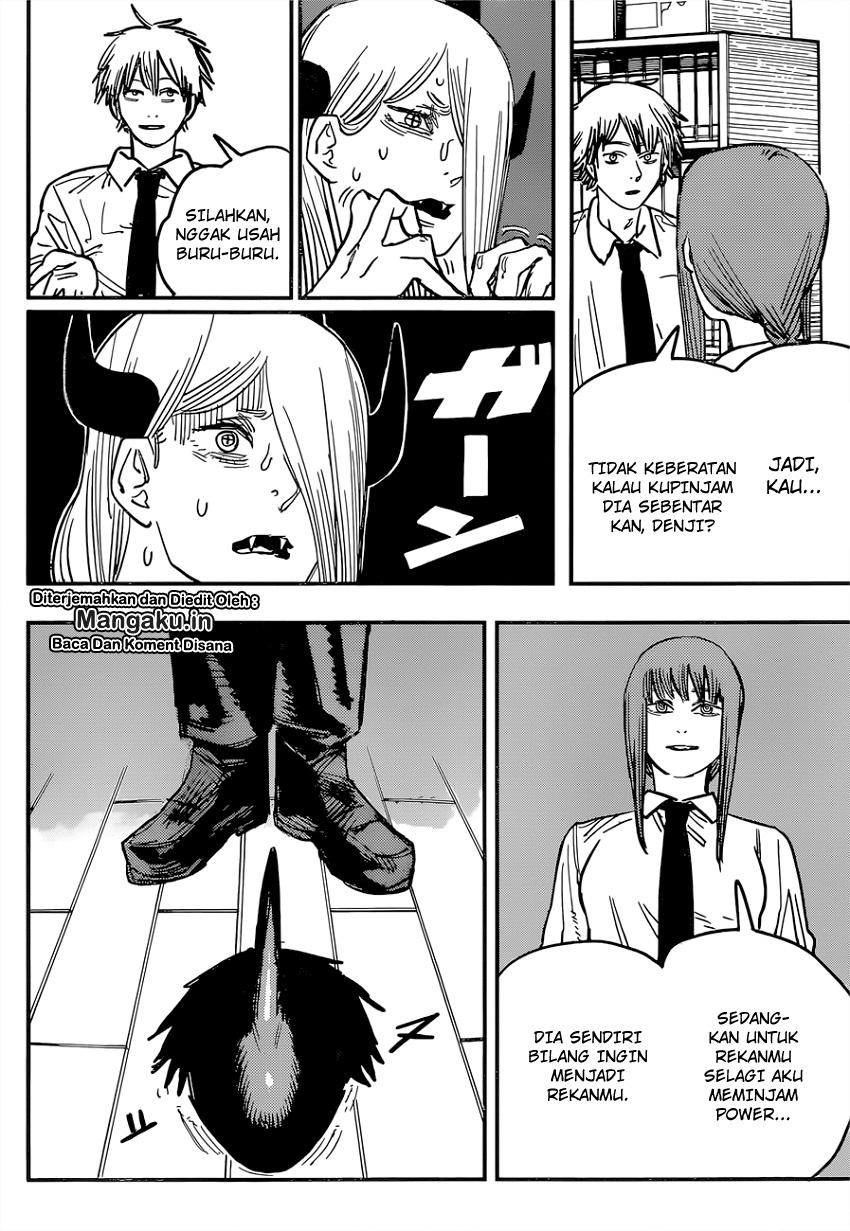 JADI,
KAU...
TIDAK KEBERATAN
KALAU KUPINJAM
DIA SEBENTAR
KAN, DENJI?
SILAHKAN,
NGGAK USAH
BURU-BURU.
ガーン
Diterjemahkan dan Diedit Oleh :
Mangaku.in
Baca Dan Koment Disana
SEDANG-
KAN UNTUK
REKANMU
SELAGI AKU
MEMINJAM
POWER...
DIA SENDIRI
BILANG INGIN
MENJADI
REKANMU.